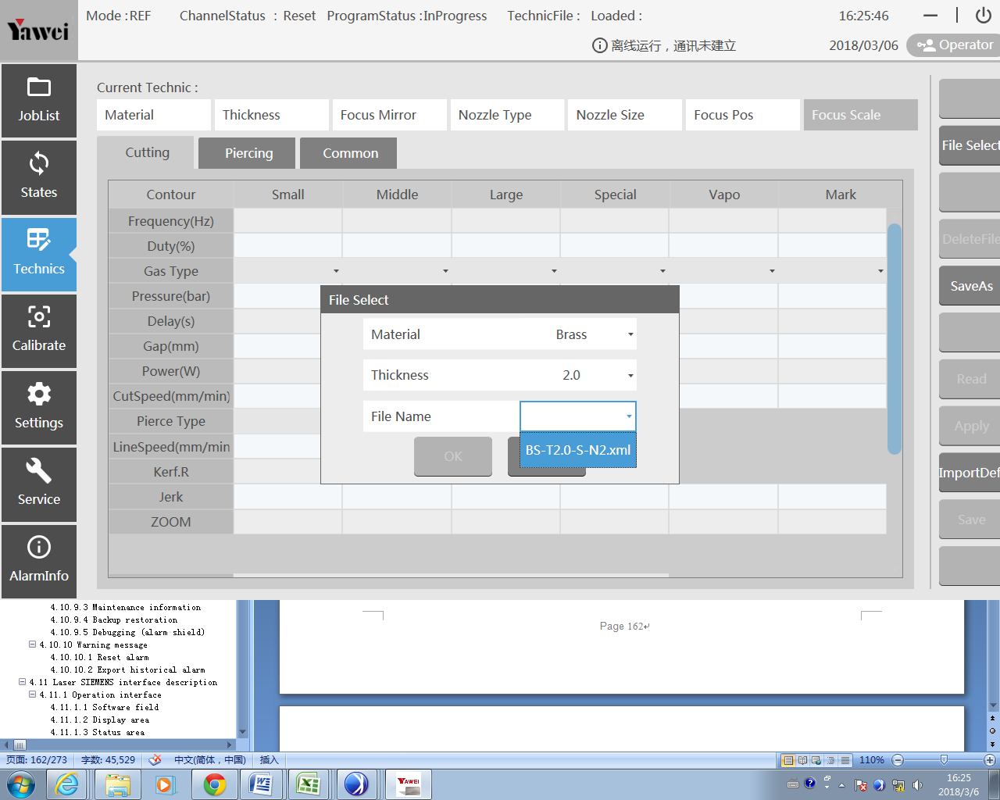 Yawei
Mode :REF ChannelStatus : Reset ProgramStatus :InProgress TechnicFile : Loaded : 16:25:46
离线运行，通讯未建立 2018/03/06 Operator
JobList
States
Technics
Calibrate
Settings
Service
AlarmInfo
Current Technic :
Material Thickness Focus Mirror Nozzle Type Nozzle Size Focus Pos Focus Scale
Cutting Piercing Common
Contour Small Middle Large Special Vapo Mark
Frequency(Hz)
Duty(%)
Gas Type
Pressure(bar)
Delay(s)
Gap(mm)
Power(W)
CutSpeed(mm/min)
Pierce Type
LineSpeed(mm/min
Kerf.R
Jerk
ZOOM
File Select
Material Brass
Thickness 2.0
File Name
BS-T2.0-S-N2.xml
OK
File Select
DeleteFile
SaveAs
Read
Apply
ImportDef
Save
4.10.9.3 Maintenance information
4.10.9.4 Backup restoration
4.10.9.5 Debugging (alarm shield)
4.10.10 Warning message
4.10.10.1 Reset alarm
4.10.10.2 Export historical alarm
4.11 Laser SIEMENS interface description
4.11.1 Operation interface
4.11.1.1 Software field
4.11.1.2 Display area
4.11.1.3 Status area
Page 162
页面: 162/273 字数: 45,529 中文(简体，中国) 插入 110%
YAWEI
16:25
2018/3/6